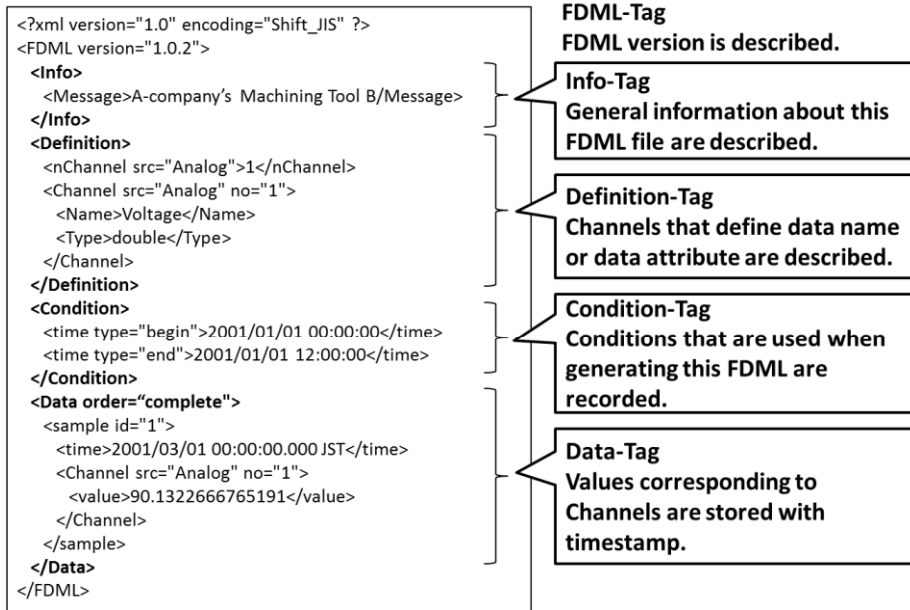 <?xml version="1.0" encoding="Shift_JIS" ?>
<FDML version="1.0.2">
<Info>
<Message>A-company's Machining Tool B/Message>
</Info>
<Definition>
<nChannel src="Analog">1</nChannel>
<Channel src="Analog" no="1">
<Name>Voltage</Name>
<Type>double</Type>
</Channel>
</Definition>
<Condition>
<time type="begin">2001/01/01 00:00:00</time>
<time type="end">2001/01/01 12:00:00</time>
</Condition>
<Data order=“complete">
<sample id="1">
<time>2001/03/01 00:00:00.000 JST</time>
<Channel src="Analog" no="1">
<value>90.1322666765191</value>
</Channel>
</sample>
</Data>
</FDML>
FDML-Tag
FDML version is described.
Info-Tag
General information about this
FDML file are described.
Definition-Tag
Channels that define data name
or data attribute are described.
Condition-Tag
Conditions that are used when
generating this FDML are
recorded.
Data-Tag
Values corresponding to
Channels are stored with
timestamp.